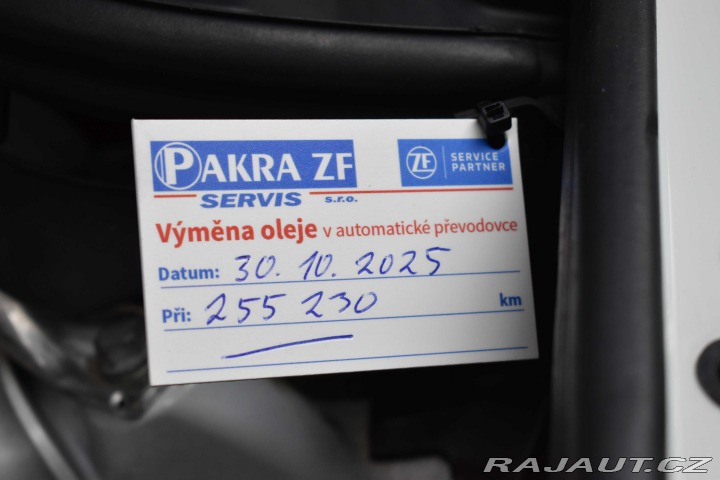 PAKRA ZF
SERVIS s.r.o.
ZF SERVICE
PARTNER
Výměna oleje v automatické převodovce
Datum: 30. 10. 2025
Při: 255 230 km
RAJAUT.CZ